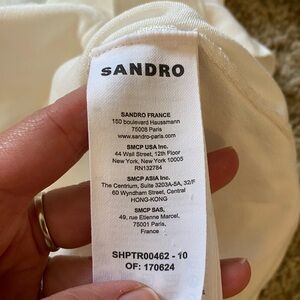 SANDRO
SANDRO FRANCE
150 boulevard Haussmann
75008 Paris
www.sandro-paris.com
SMCP USA Inc.
44 Wall Street, 12th Floor
New York, New York 10005
RN132784
SMCP ASIA Inc.
The Centrium, Suite 3203A-5A, 32/F
60 Wyndham Street, Central
HONG-KONG
SMCP SAS,
49, rue Etienne Marcel,
75001 Paris,
France
SHPTR00462 - 10
OF: 170624